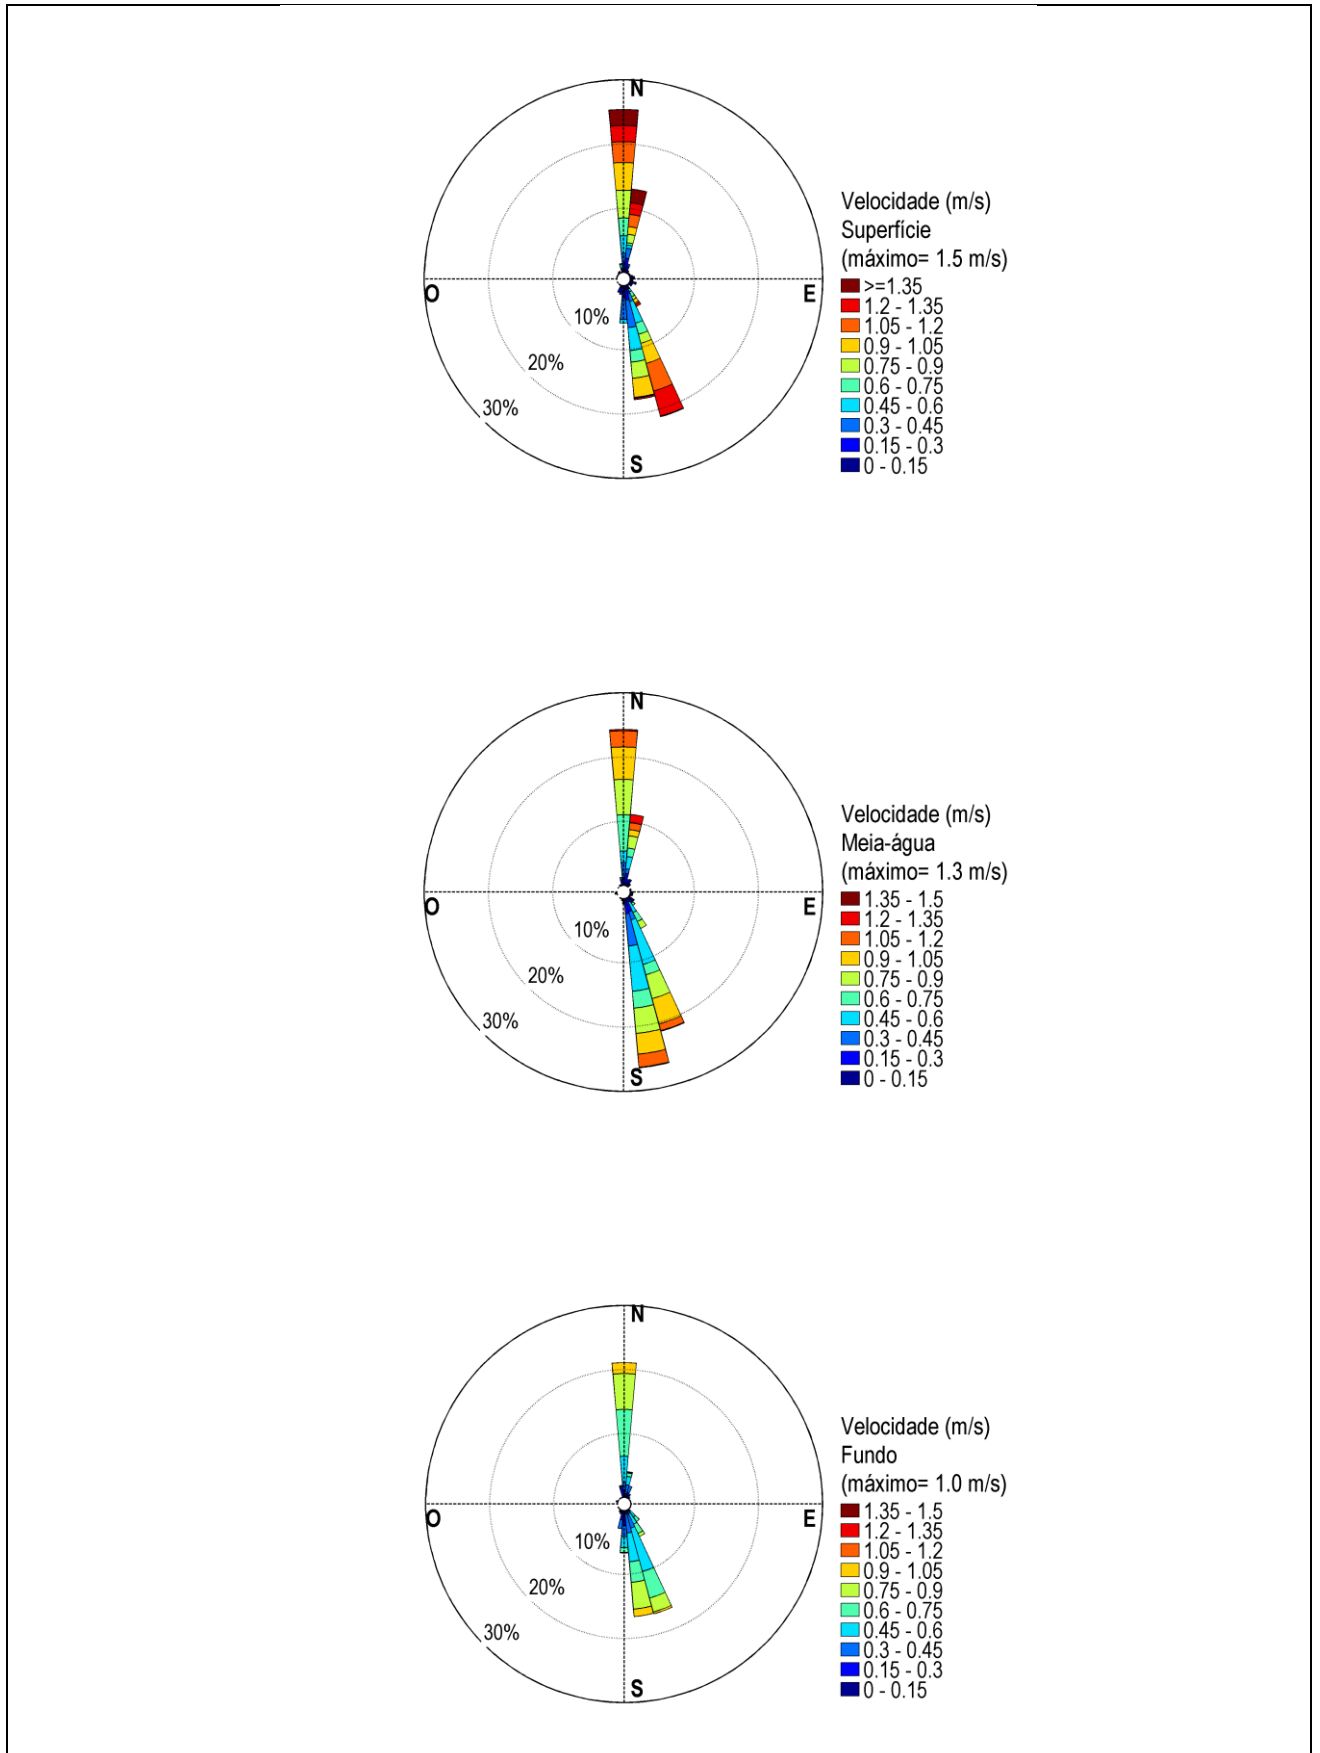 N
O
E
S
10%
20%
30%
Velocidade (m/s)
Superfície
(máximo= 1.5 m/s)
>=1.35
1.2 - 1.35
1.05 - 1.2
0.9 - 1.05
0.75 - 0.9
0.6 - 0.75
0.45 - 0.6
0.3 - 0.45
0.15 - 0.3
0 - 0.15
N
O
E
S
10%
20%
30%
Velocidade (m/s)
Meia-água
(máximo= 1.3 m/s)
1.35 - 1.5
1.2 - 1.35
1.05 - 1.2
0.9 - 1.05
0.75 - 0.9
0.6 - 0.75
0.45 - 0.6
0.3 - 0.45
0.15 - 0.3
0 - 0.15
N
O
E
S
10%
20%
30%
Velocidade (m/s)
Fundo
(máximo= 1.0 m/s)
1.35 - 1.5
1.2 - 1.35
1.05 - 1.2
0.9 - 1.05
0.75 - 0.9
0.6 - 0.75
0.45 - 0.6
0.3 - 0.45
0.15 - 0.3
0 - 0.15